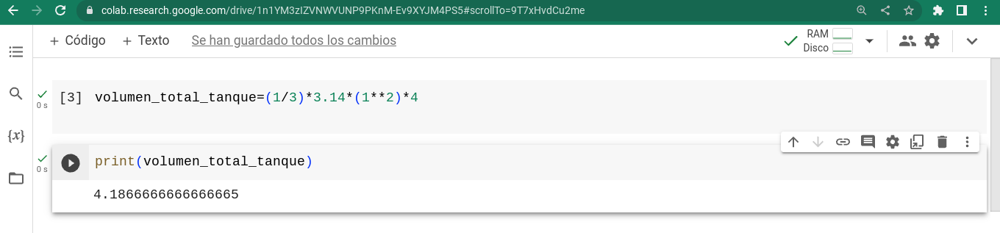 colab.research.google.com/drive/1n1YM3zIZVNWVUNP9PKnM-Ev9XYJM4PS5#scrollTo=9T7xHvdCu2me
+ Código + Texto Se han guardado todos los cambios
RAM
Disco
[3] volumen_total_tanque=(1/3)*3.14*(1**2)*4
0 s
{x}
print(volumen_total_tanque)
0 s
4.1866666666666665